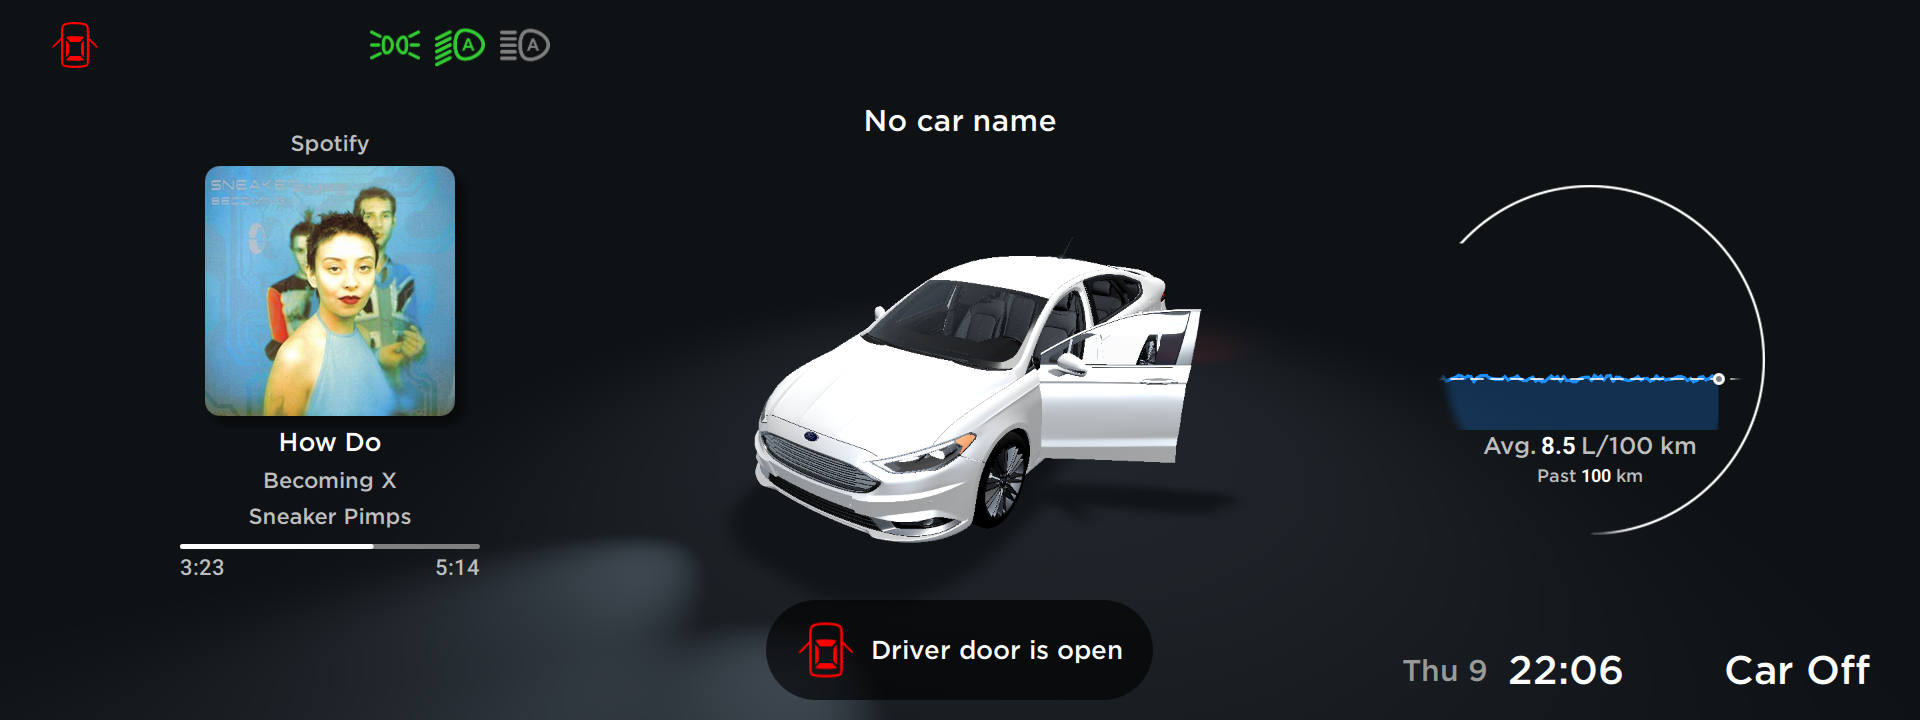 A
A
No car name
Spotify
SNEAKER
How Do
Becoming X
Sneaker Pimps
3:23
5:14
Avg. 8.5 L/100 km
Past 100 km
Driver door is open
Thu 9
22:06
Car Off